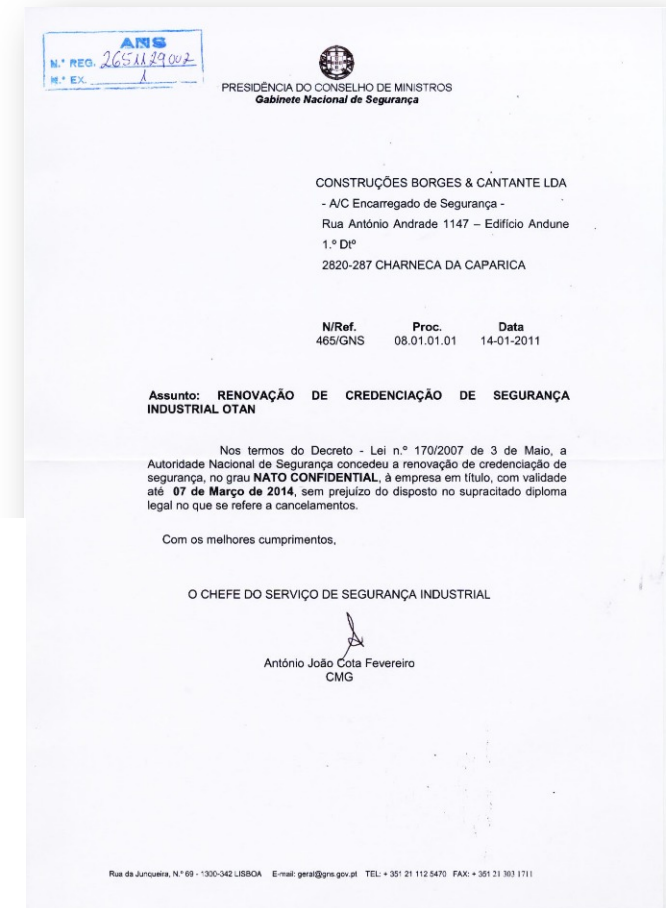 ANS
N.º REG. 2651129002
N.º EX. 1
PRESIDÊNCIA DO CONSELHO DE MINISTROS
Gabinete Nacional de Segurança
CONSTRUÇÕES BORGES & CANTANTE LDA
- A/C Encarregado de Segurança -
Rua António Andrade 1147 – Edifício Andune
1.º Dtº
2820-287 CHARNECA DA CAPARICA
N/Ref. Proc. Data
465/GNS 08.01.01.01 14-01-2011
Assunto: RENOVAÇÃO DE CREDENCIAÇÃO DE SEGURANÇA
INDUSTRIAL OTAN
Nos termos do Decreto - Lei n.º 170/2007 de 3 de Maio, a
Autoridade Nacional de Segurança concedeu a renovação de credenciação de
segurança, no grau NATO CONFIDENTIAL, à empresa em título, com validade
até 07 de Março de 2014, sem prejuízo do disposto no supracitado diploma
legal no que se refere a cancelamentos.
Com os melhores cumprimentos,
O CHEFE DO SERVIÇO DE SEGURANÇA INDUSTRIAL
António João Cota Fevereiro
CMG
Rua da Junqueira, N.º 69 - 1300-342 LISBOA E-mail: geral@gns.gov.pt TEL: + 351 21 112 5470 FAX: + 351 21 303 1711